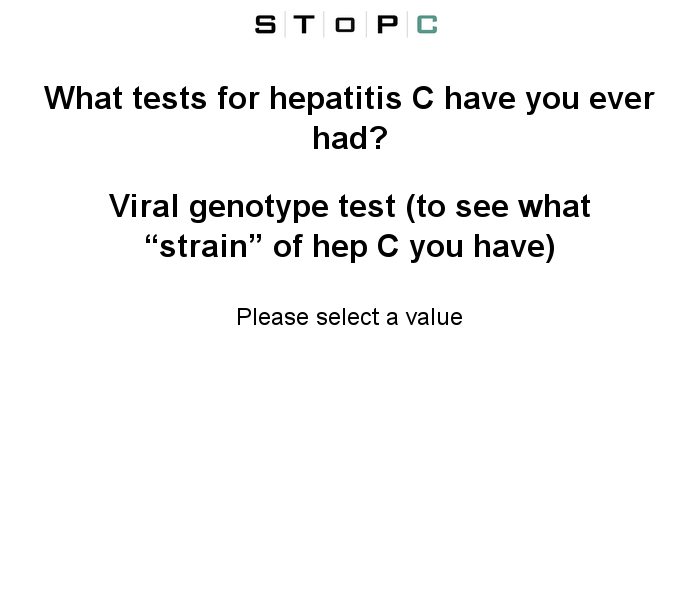 STOPC
What tests for hepatitis C have you ever
had?
Viral genotype test (to see what
“strain” of hep C you have)
Please select a value